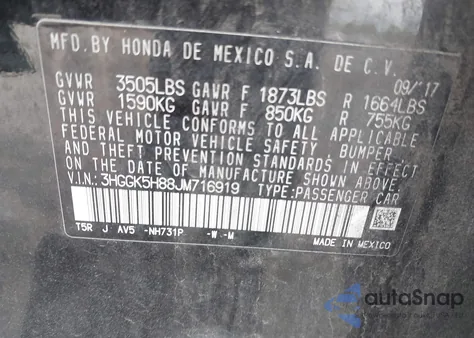 MFD.BY HONDA DE MEXICO S.A. DE C.V.
09/'17
GVWR 3505LBS GAWR F 1873LBS R 1664LBS
GVWR 1590KG GAWR F 850KG R 755KG
THIS VEHICLE CONFORMS TO ALL APPLICABLE
FEDERAL MOTOR VEHICLE SAFETY, BUMPER,
AND THEFT PREVENTION STANDARDS IN EFFECT
ON THE DATE OF MANUFACTURE SHOWN ABOVE.
V.I.N.: 3HGGK5H88JM716919 TYPE:PASSENGER CAR
T5R J AV5 -NH731P -W -M
MADE IN MEXICO
autoSnap